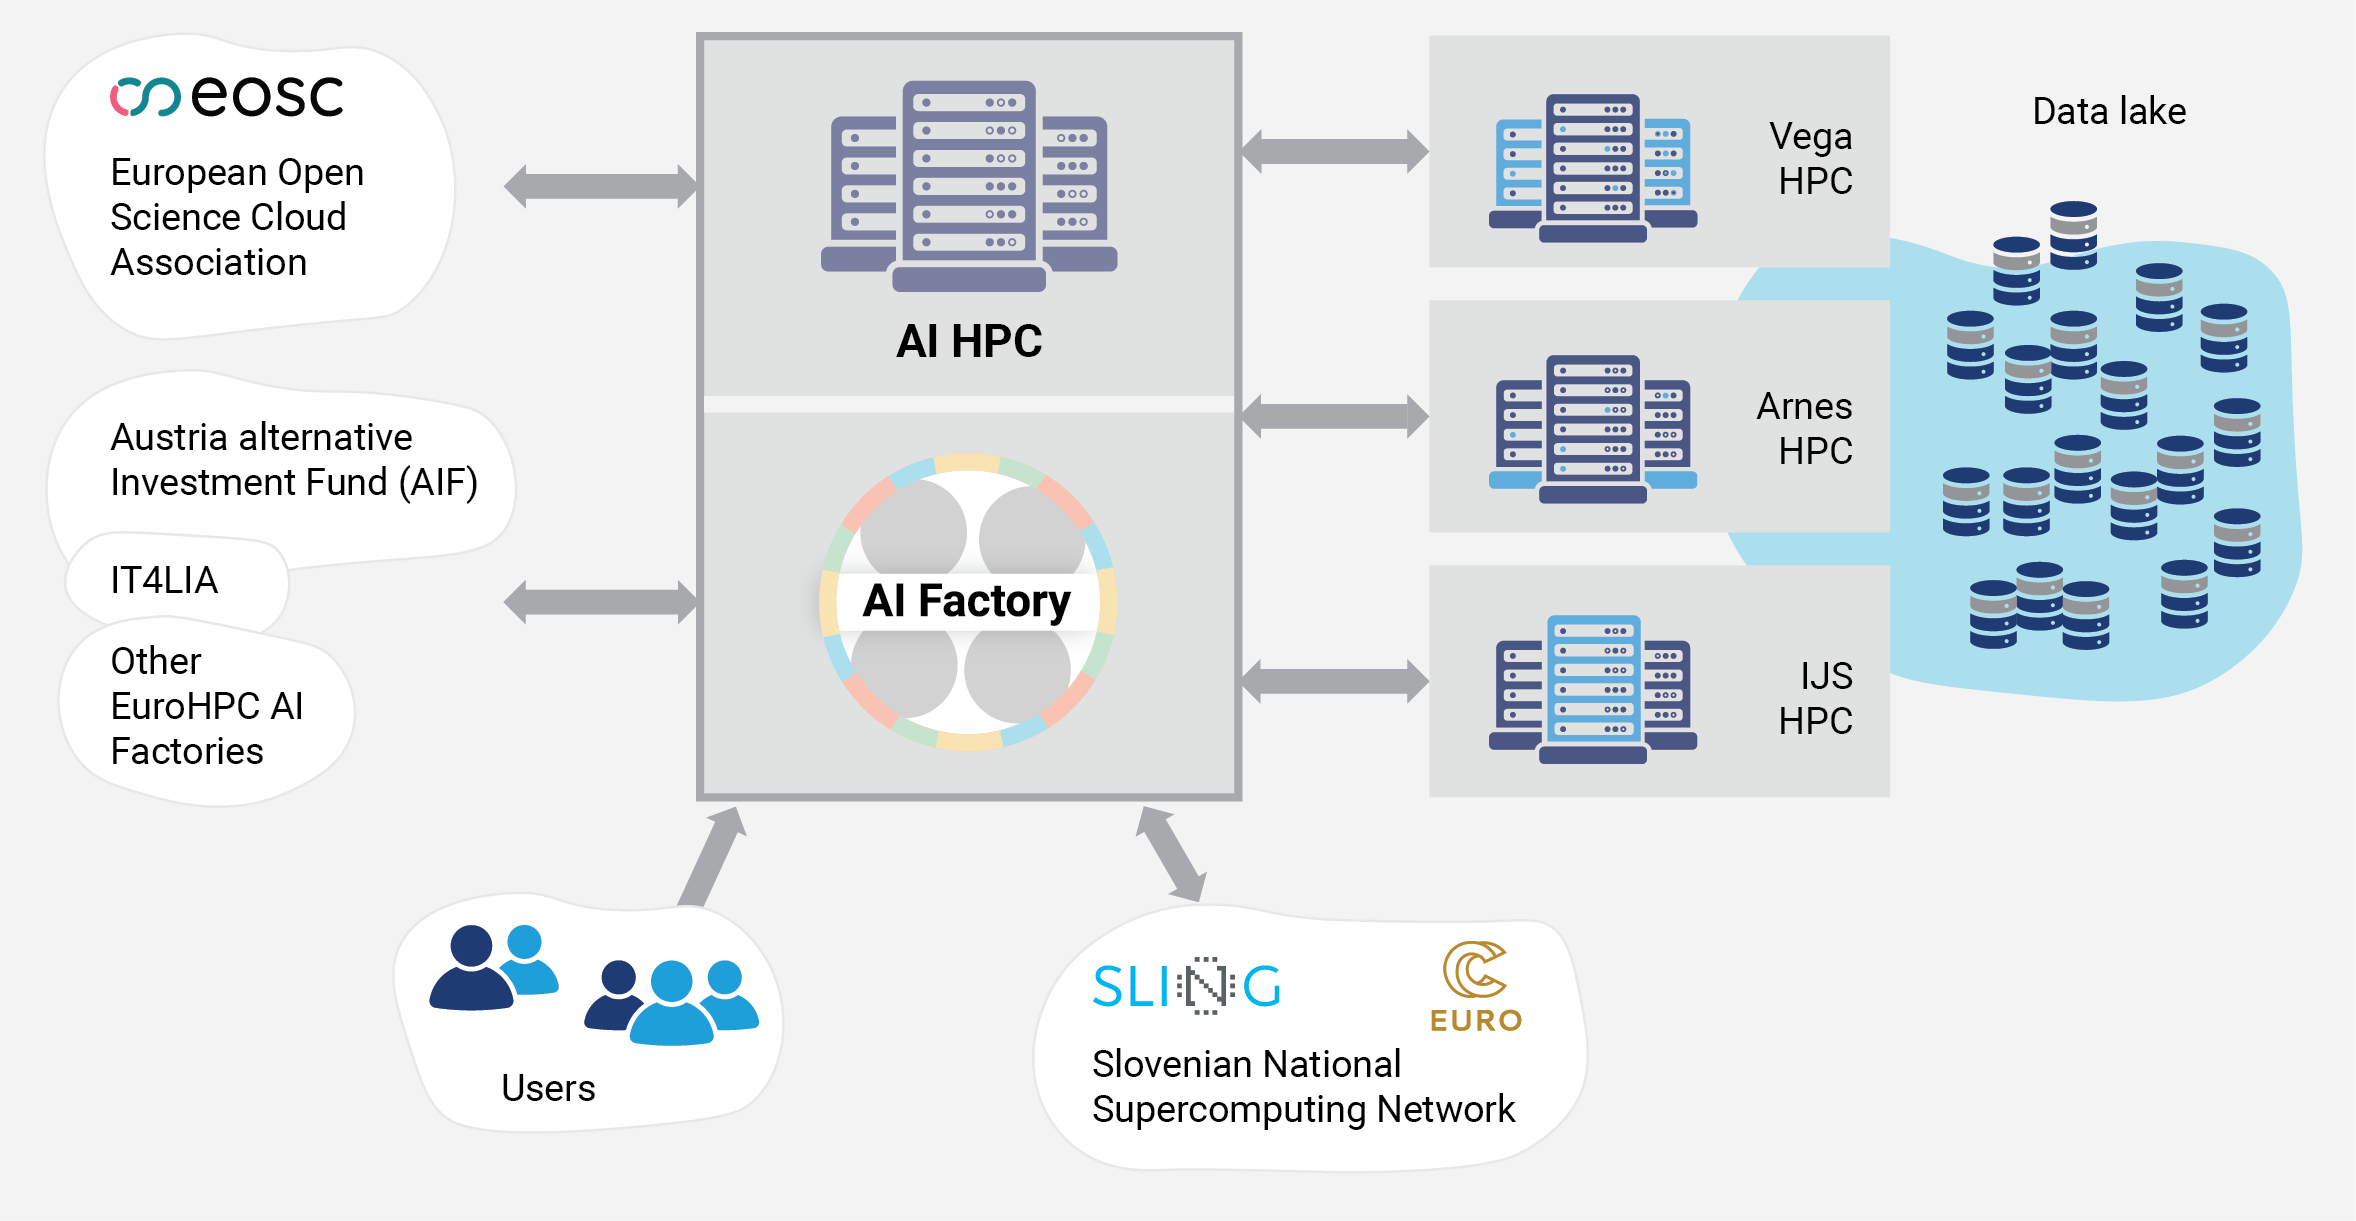 eosc
European Open
Science Cloud
Association
Austria alternative
Investment Fund (AIF)
IT4LIA
Other
EuroHPC AI
Factories
AI HPC
AI Factory
Vega
HPC
Arnes
HPC
IJS
HPC
Data lake
Users
SLING
EURO
Slovenian National
Supercomputing Network